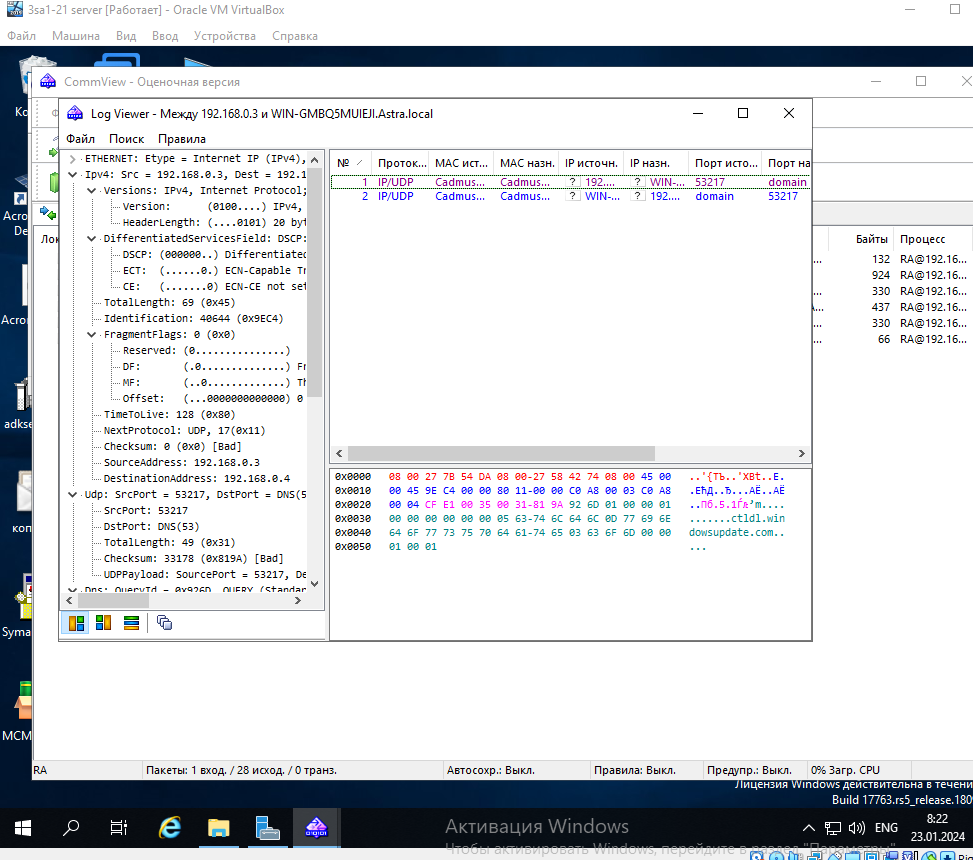 3sa1-21 server [Работает] - Oracle VM VirtualBox
Файл Машина Вид Ввод Устройства Справка
CommView - Оценочная версия
Log Viewer - Между 192.168.0.3 и WIN-GMBQ5MUIEJI.Astra.local
Файл Поиск Правила
ETHERNET: Etype = Internet IP (IPv4),
Ipv4: Src = 192.168.0.3, Dest = 192.1
Versions: IPv4, Internet Protocol;
Version: (0100....) IPv4,
HeaderLength: (....0101) 20 byt
DifferentiatedServicesField: DSCP:
DSCP: (000000..) Differentiated
ECT: (......0.) ECN-Capable Tr
CE: (.......0) ECN-CE not set
TotalLength: 69 (0x45)
Identification: 40644 (0x9EC4)
FragmentFlags: 0 (0x0)
Reserved: (0...............)
DF: (.0..............) Fr
MF: (..0.............) Th
Offset: (...0000000000000) 0
TimeToLive: 128 (0x80)
NextProtocol: UDP, 17(0x11)
Checksum: 0 (0x0) [Bad]
SourceAddress: 192.168.0.3
DestinationAddress: 192.168.0.4
Udp: SrcPort = 53217, DstPort = DNS(5
SrcPort: 53217
DstPort: DNS(53)
TotalLength: 49 (0x31)
Checksum: 33178 (0x819A) [Bad]
UDPPayload: SourcePort = 53217, De
Dns: QueryId = 0x926D, QUERY (Standar
№ Проток... MAC ист... MAC назн. IP источн. IP назн. Порт исто... Порт на
1 IP/UDP Cadmus... Cadmus... ? 192.... ? WIN-... 53217 domain
2 IP/UDP Cadmus... Cadmus... ? WIN-... ? 192.... domain 53217
0x0000 08 00 27 7B 54 DA 08 00-27 58 42 74 08 00 45 00 ..'{TЪ..'XBt..E.
0x0010 00 45 9E C4 00 00 80 11-00 00 C0 A8 00 03 C0 A8 .EћД..Ђ...АЁ..АЁ
0x0020 00 04 CF E1 00 35 00 31-81 9A 92 6D 01 00 00 01 ..Пб.5.1Ѓљ’m....
0x0030 00 00 00 00 00 00 05 63-74 6C 64 6C 0D 77 69 6E .......ctldl.win
0x0040 64 6F 77 73 75 70 64 61-74 65 03 63 6F 6D 00 00 dowsupdate.com..
0x0050 01 00 01 ...
Лок
Байты Процесс
132 RA@192.16...
924 RA@192.16...
330 RA@192.16...
437 RA@192.16...
330 RA@192.16...
66 RA@192.16...
Ко
Acro
De
Acro
adkse
коп
Syma
MCM
RA Пакеты: 1 вход. / 28 исход. / 0 транз. Автосохр.: Выкл. Правила: Выкл. Предупр.: Выкл. 0% Загр. CPU
Лицензия Windows действительна в течени
Build 17763.rs5_release.180
Активация Windows
Чтобы активировать Windows, перейдите в раздел "Параметры".
ENG
8:22
23.01.2024